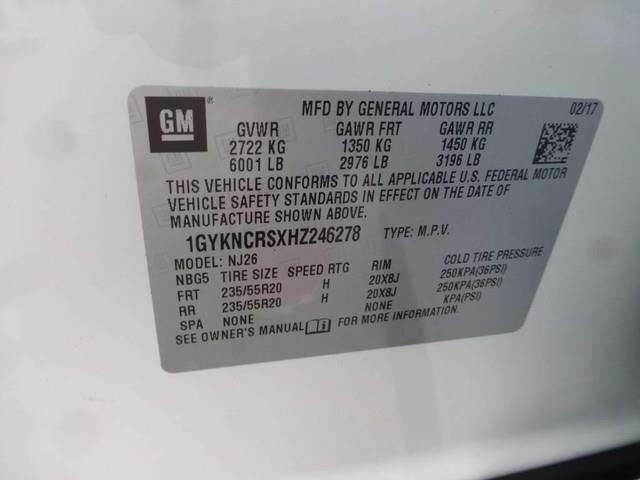 GM ® MFD BY GENERAL MOTORS LLC 02/17
GVWR GAWR FRT GAWR RR
2722 KG 1350 KG 1450 KG
6001 LB 2976 LB 3196 LB
THIS VEHICLE CONFORMS TO ALL APPLICABLE U.S. FEDERAL MOTOR
VEHICLE SAFETY STANDARDS IN EFFECT ON THE DATE OF
MANUFACTURE SHOWN ABOVE.
1GYKNCRSXHZ246278 TYPE: M.P.V.
MODEL: NJ26
NBG5 TIRE SIZE SPEED RTG RIM COLD TIRE PRESSURE
FRT 235/55R20 H 20X8J 250KPA(36PSI)
RR 235/55R20 H 20X8J 250KPA(36PSI)
SPA NONE NONE KPA(PSI)
SEE OWNER'S MANUAL FOR MORE INFORMATION.